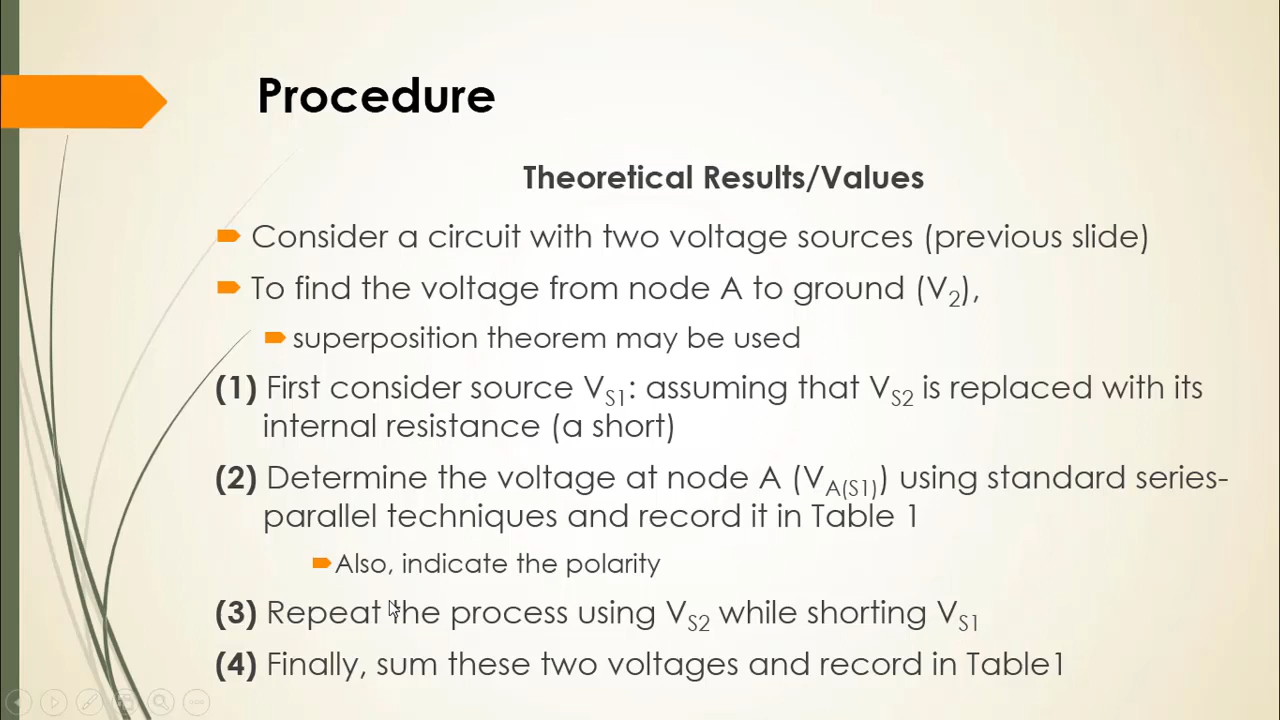 Procedure
Theoretical Results/Values
Consider a circuit with two voltage sources (previous slide)
To find the voltage from node A to ground (V2),
superposition theorem may be used
(1) First consider source VS1: assuming that VS2 is replaced with its
internal resistance (a short)
(2) Determine the voltage at node A (VA(S1)) using standard series-
parallel techniques and record it in Table 1
Also, indicate the polarity
(3) Repeat the process using VS2 while shorting VS1
(4) Finally, sum these two voltages and record in Table1